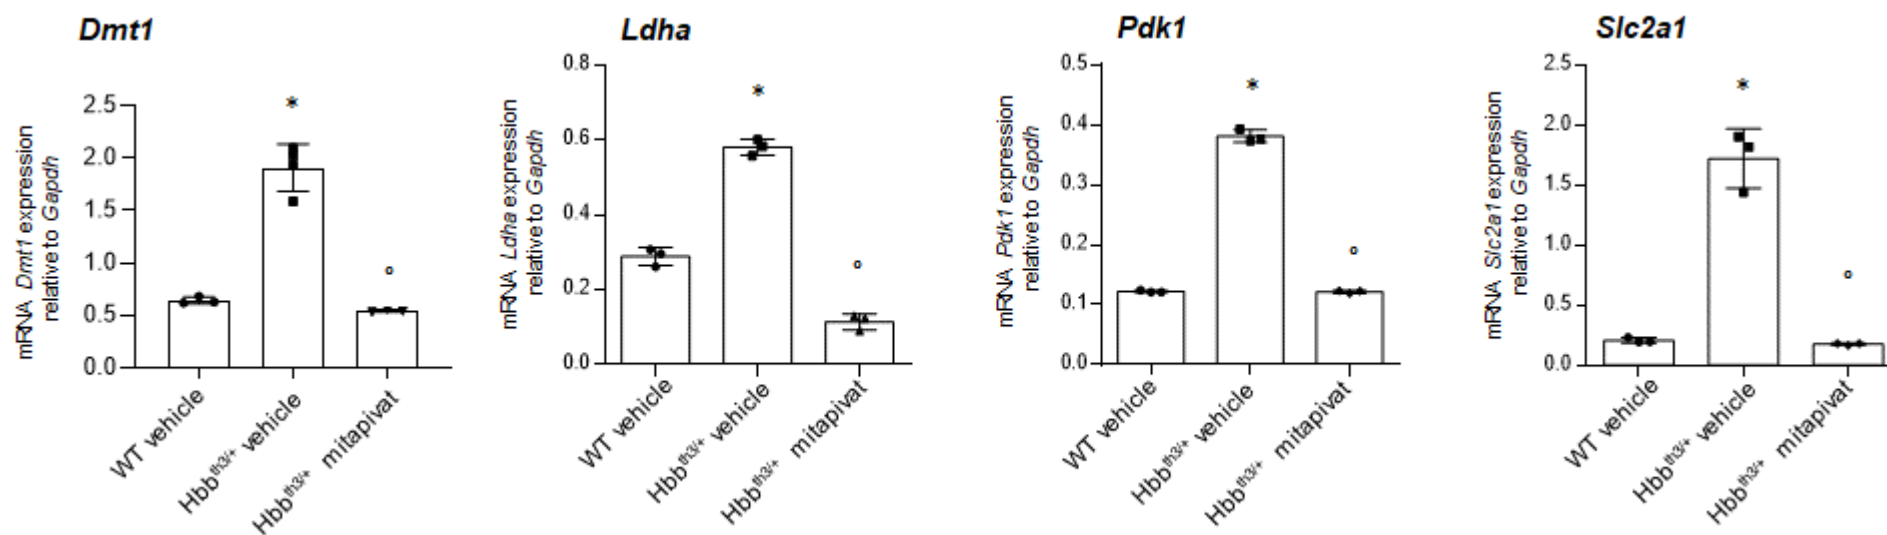 Dmt1
mRNA Dmt1 expression
relative to Gapdh
2.5
2.0
1.5
1.0
0.5
0.0
*
°
WT vehicle
Hbbth3/+ vehicle
Hbbth3/+ mitapivat
Ldha
mRNA Ldha expression
relative to Gapdh
0.8
0.6
0.4
0.2
0.0
*
°
WT vehicle
Hbbth3/+ vehicle
Hbbth3/+ mitapivat
Pdk1
mRNA Pdk1 expression
relative to Gapdh
0.5
0.4
0.3
0.2
0.1
0.0
*
°
WT vehicle
Hbbth3/+ vehicle
Hbbth3/+ mitapivat
Slc2a1
mRNA Slc2a1 expression
relative to Gapdh
2.5
2.0
1.5
1.0
0.5
0.0
*
°
WT vehicle
Hbbth3/+ vehicle
Hbbth3/+ mitapivat